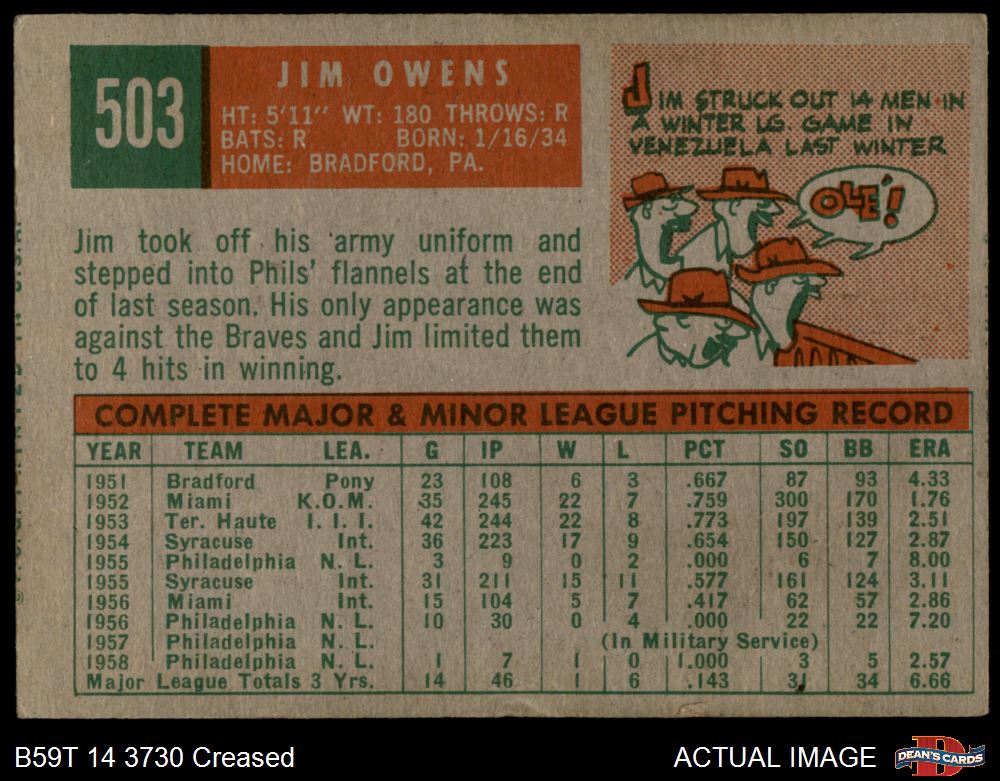 503
JIM OWENS
HT: 5'11" WT: 180 THROWS: R
BATS: R BORN: 1/16/34
HOME: BRADFORD, PA.
JIM STRUCK OUT 14 MEN IN
A WINTER LG. GAME IN
VENEZUELA LAST WINTER
OLÉ!
Jim took off his army uniform and
stepped into Phils' flannels at the end
of last season. His only appearance was
against the Braves and Jim limited them
to 4 hits in winning.
COMPLETE MAJOR & MINOR LEAGUE PITCHING RECORD
YEAR TEAM LEA. G IP W L PCT SO BB ERA
1951 Bradford Pony 23 108 6 3 .667 87 93 4.33
1952 Miami K.O.M. 35 245 22 7 .759 300 170 1.76
1953 Ter. Haute I. I. I. 42 244 22 8 .773 197 139 2.51
1954 Syracuse Int. 36 223 17 9 .654 150 127 2.87
1955 Philadelphia N. L. 3 9 0 2 .000 6 7 8.00
1955 Syracuse Int. 31 211 15 11 .577 161 124 3.11
1956 Miami Int. 15 104 5 7 .417 62 57 2.86
1956 Philadelphia N. L. 10 30 0 4 .000 22 22 7.20
1957 Philadelphia N. L. (In Military Service)
1958 Philadelphia N. L. 1 7 1 0 1.000 3 5 2.57
Major League Totals 3 Yrs. 14 46 1 6 .143 31 34 6.66
B59T 14 3730 Creased
ACTUAL IMAGE
DEAN'S CARDS